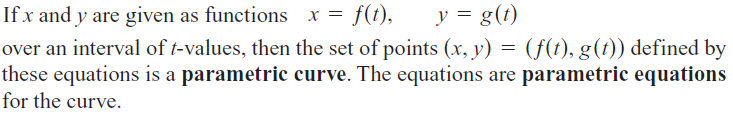 If x and y are given as functions x = f(t), y = g(t)
over an interval of t-values, then the set of points (x, y) = (f(t), g(t)) defined by
these equations is a parametric curve. The equations are parametric equations
for the curve.